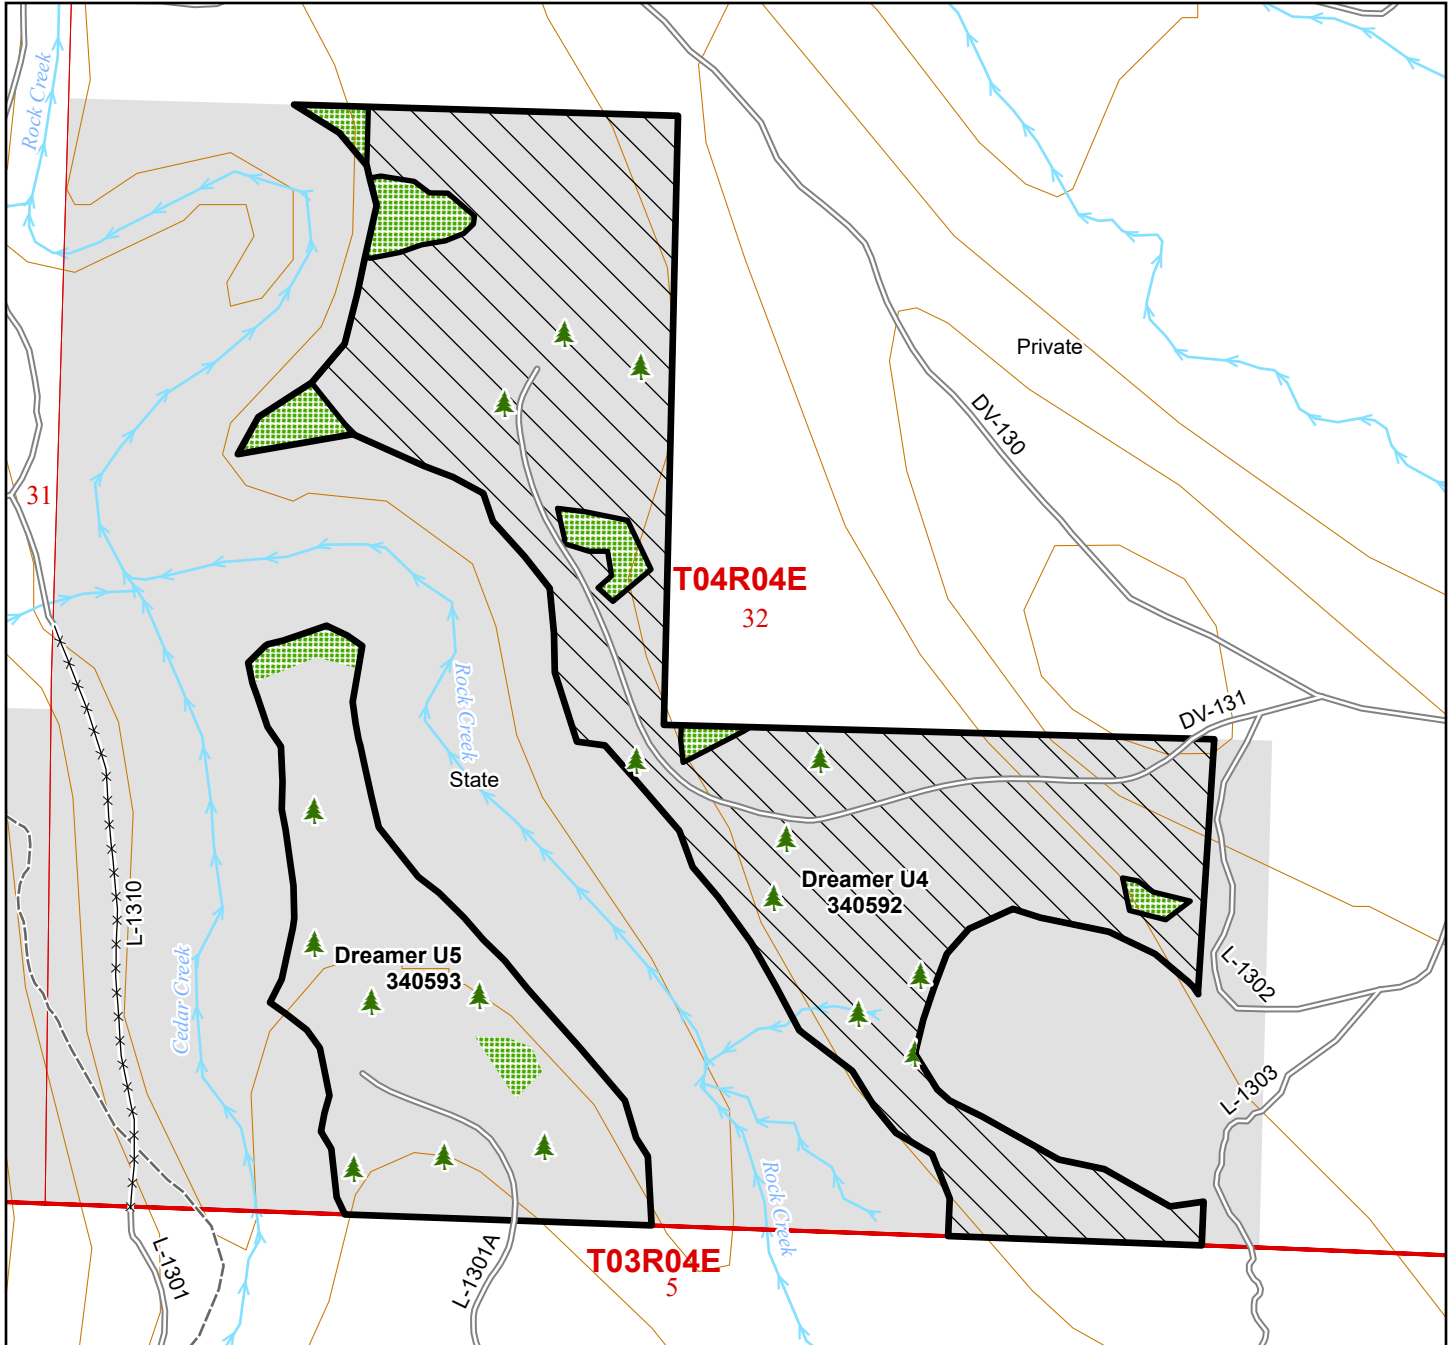 Rock Creek
Private
DV-130
31
T04R04E
32
Rock Creek
DV-131
State
Dreamer U4
340592
L-1310
Dreamer U5
340593
Cedar Creek
L-1302
L-1303
Rock Creek
L-1301
L-1301A
T03R04E
5